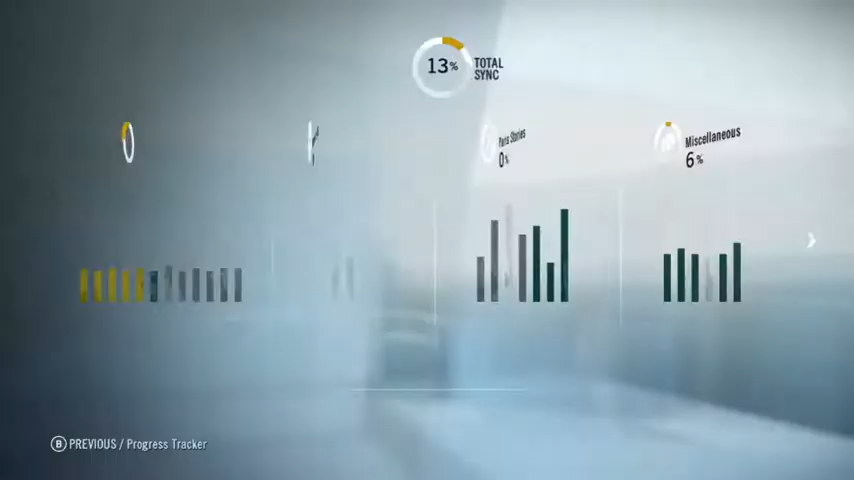 13%
TOTAL
SYNC
Paris Stories
0%
Miscellaneous
6%
B PREVIOUS / Progress Tracker